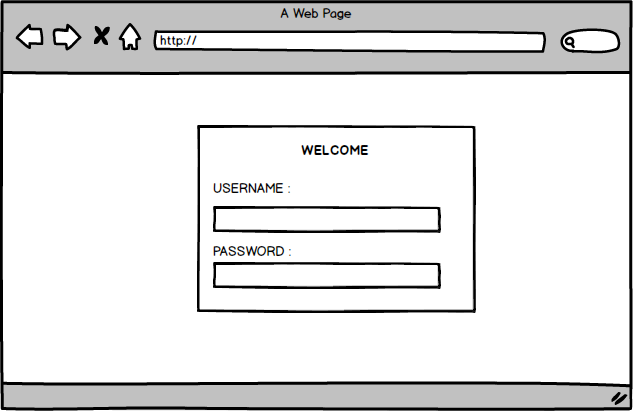 A Web Page
http://
WELCOME
USERNAME :
PASSWORD :